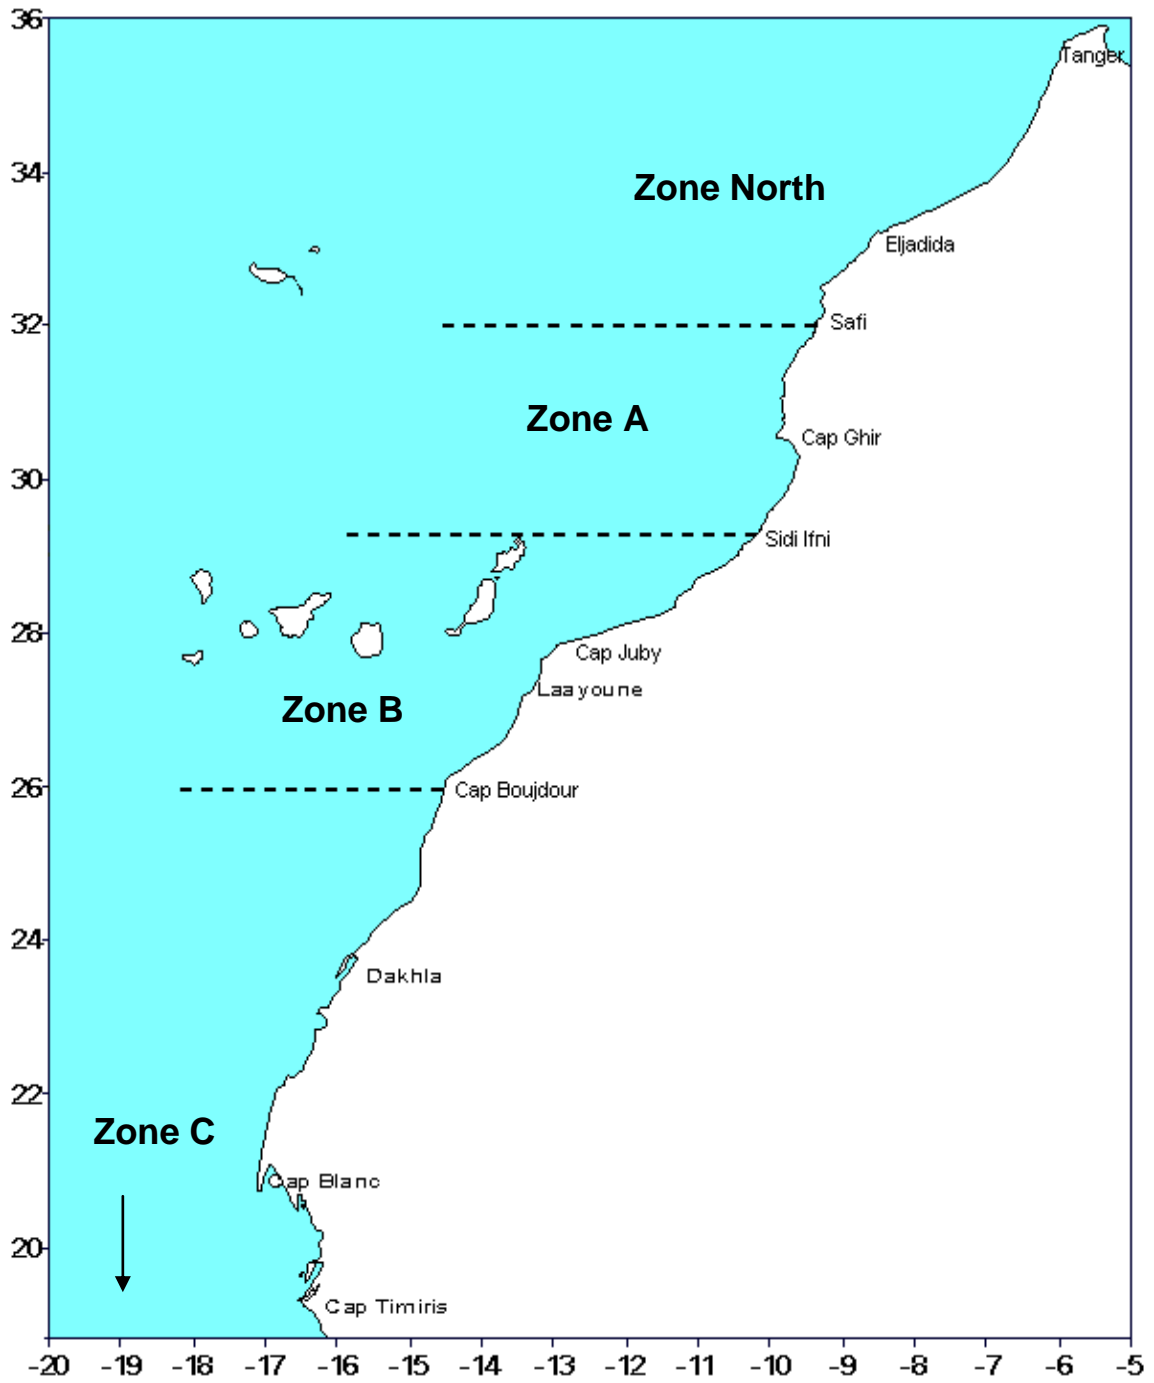 36
Tanger
34
Zone North
Eljadida
32
Safi
Zone A
Cap Ghir
30
Sidi Ifni
28
Cap Juby
Laayoune
Zone B
26
Cap Boujdour
24
Dakhla
22
Zone C
Cap Blanc
20
Cap Timiris
-20 -19 -18 -17 -16 -15 -14 -13 -12 -11 -10 -9 -8 -7 -6 -5